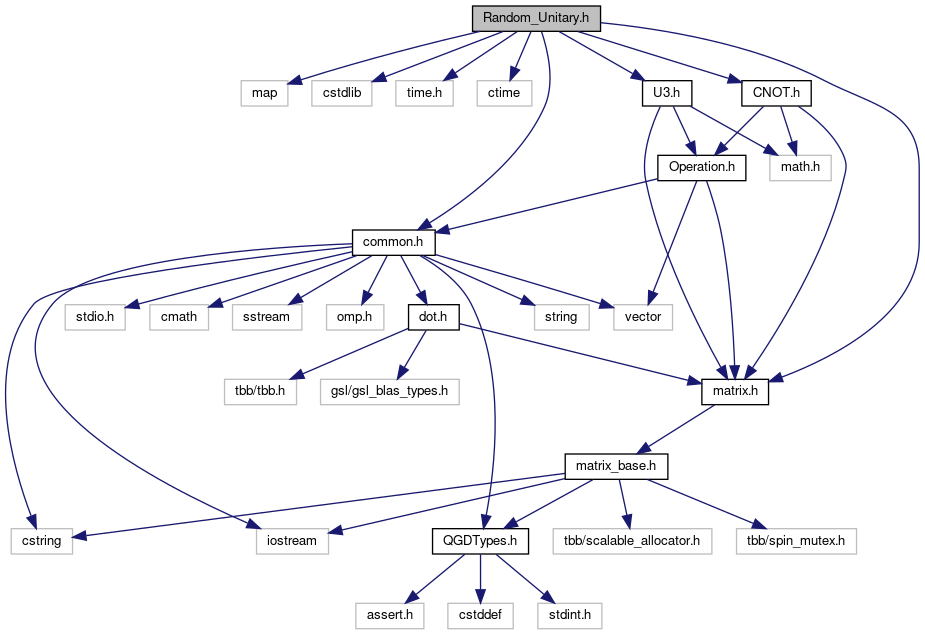 Random_Unitary.h
map
cstdlib
time.h
ctime
U3.h
CNOT.h
Operation.h
math.h
common.h
stdio.h
cmath
sstream
omp.h
dot.h
string
vector
tbb/tbb.h
gsl/gsl_blas_types.h
matrix.h
matrix_base.h
cstring
iostream
QGDTypes.h
tbb/scalable_allocator.h
tbb/spin_mutex.h
assert.h
cstddef
stdint.h